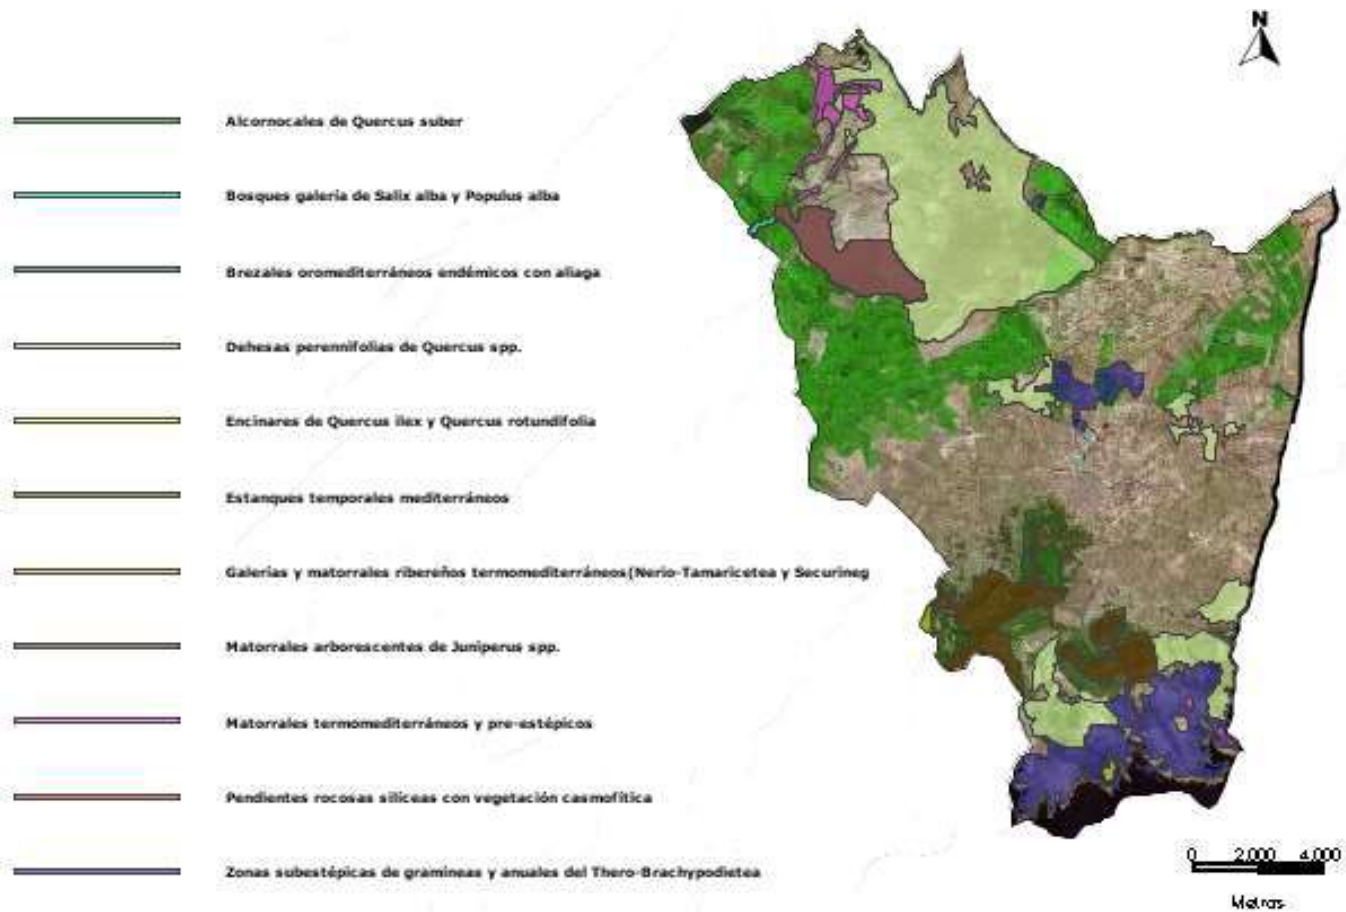 N
Alcornocales de Quercus suber
Bosques galería de Salix alba y Populus alba
Brezales oromediterráneos endémicos con aliaga
Dehesas perennifolias de Quercus spp.
Encinares de Quercus ilex y Quercus rotundifolia
Estanques temporales mediterráneos
Galerías y matorrales ribereños termomediterráneos(Nerio-Tamaricetea y Securineg
Matorrales arborescentes de Juniperus spp.
Matorrales termomediterráneos y pre-estépicos
Pendientes rocosas silíceas con vegetación casmofítica
Zonas subestépicas de gramíneas y anuales del Thero-Brachypodietea
0 2,000 4,000
Metros